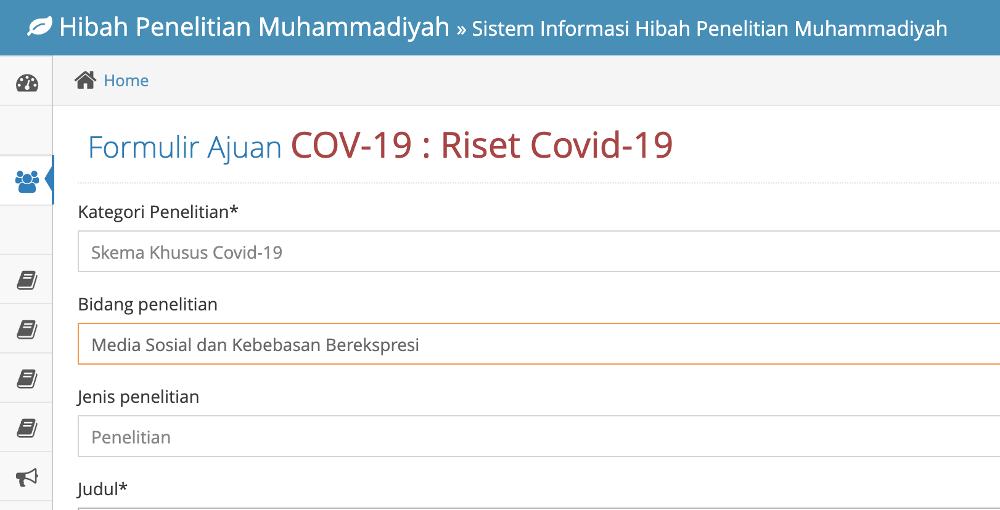 Hibah Penelitian Muhammadiyah » Sistem Informasi Hibah Penelitian Muhammadiyah
Home
Formulir Ajuan COV-19 : Riset Covid-19
Kategori Penelitian*
Skema Khusus Covid-19
Bidang penelitian
Media Sosial dan Kebebasan Berekspresi
Jenis penelitian
Penelitian
Judul*